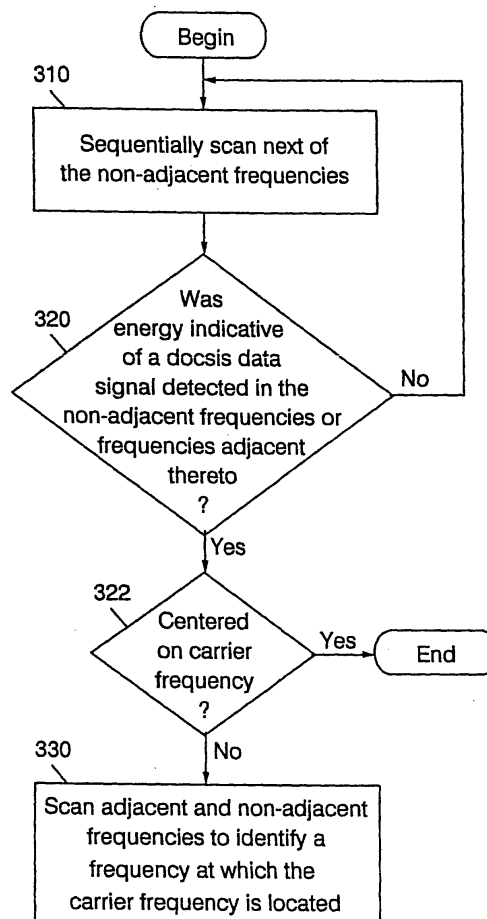 Begin
310
Sequentially scan next of
the non-adjacent frequencies
320
Was
energy indicative
of a docsis data
signal detected in the
non-adjacent frequencies or
frequencies adjacent
thereto
?
No
Yes
322
Centered
on carrier
frequency
?
Yes
End
No
330
Scan adjacent and non-adjacent
frequencies to identify a
frequency at which the
carrier frequency is located